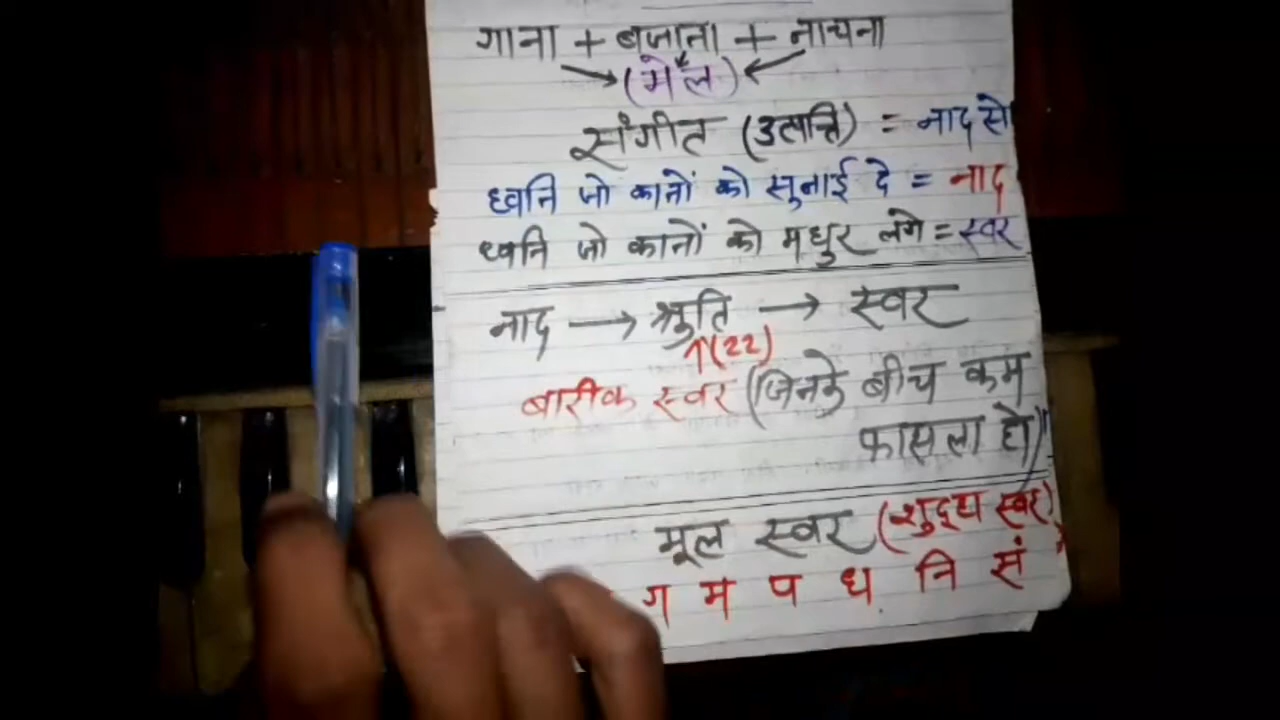 गाना + बजाना + नाचना
(मेल)
संगीत (उत्पत्ति) = नाद से
ध्वनि जो कानों को सुनाई दे = नाद
ध्वनि जो कानों को मधुर लगे = स्वर
नाद → श्रुति → स्वर
↑(22)
बारीक स्वर (जिनके बीच कम
फासला हो)
मूल स्वर (शुद्ध स्वर)
ग म प ध नि सं